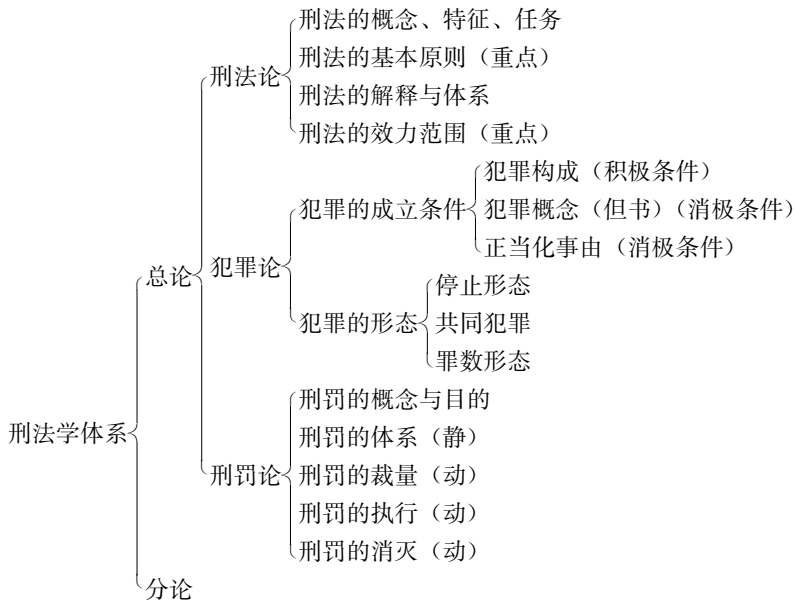 刑法学体系
总论
刑法论
刑法的概念、特征、任务
刑法的基本原则（重点）
刑法的解释与体系
刑法的效力范围（重点）
犯罪论
犯罪的成立条件
犯罪构成（积极条件）
犯罪概念（但书）（消极条件）
正当化事由（消极条件）
犯罪的形态
停止形态
共同犯罪
罪数形态
刑罚论
刑罚的概念与目的
刑罚的体系（静）
刑罚的裁量（动）
刑罚的执行（动）
刑罚的消灭（动）
分论